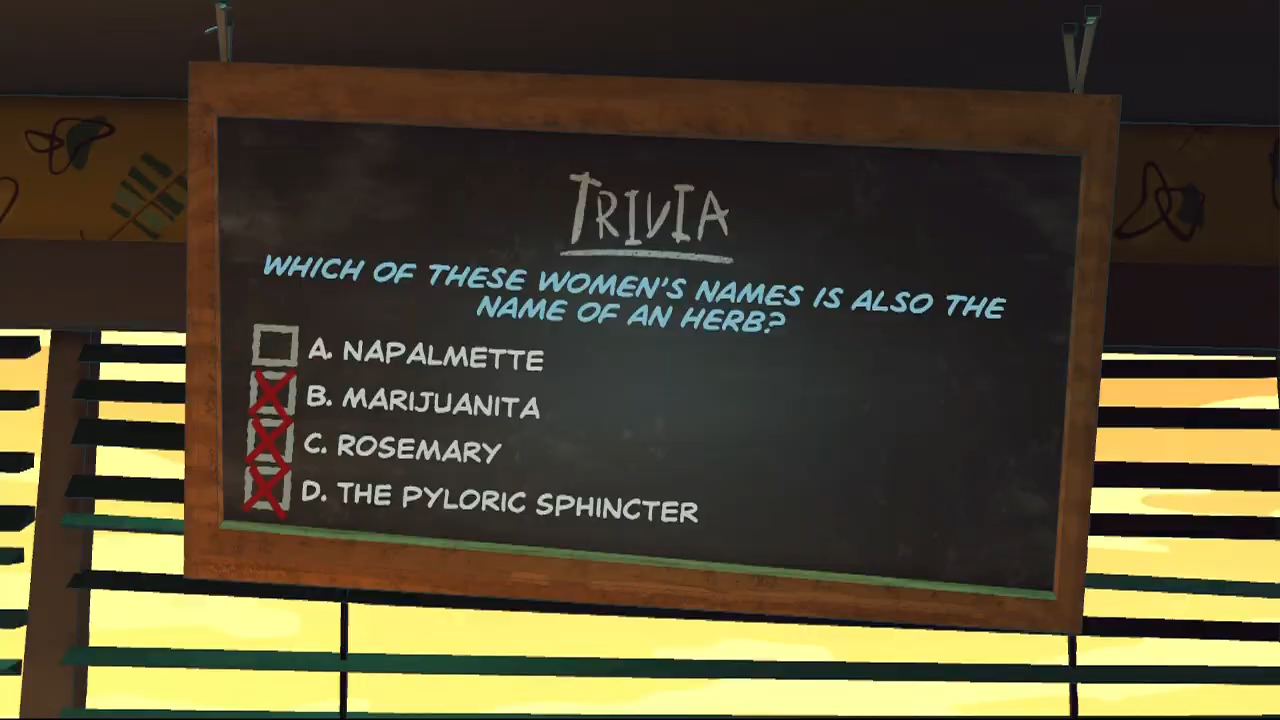 TRIVIA
WHICH OF THESE WOMEN'S NAMES IS ALSO THE
NAME OF AN HERB?
A. NAPALMETTE
B. MARIJUANITA
C. ROSEMARY
D. THE PYLORIC SPHINCTER